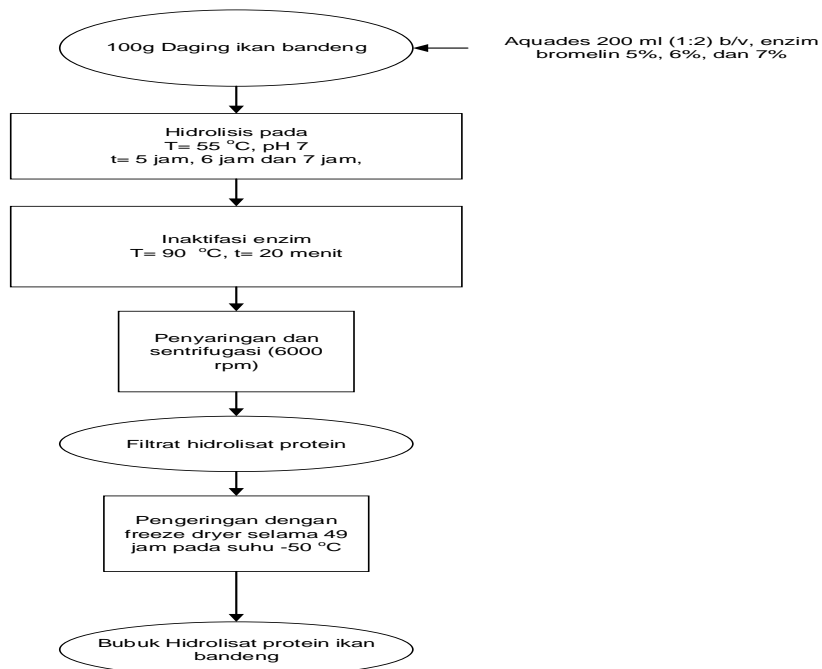 100g Daging ikan bandeng
Aquades 200 ml (1:2) b/v, enzim
bromelin 5%, 6%, dan 7%
Hidrolisis pada
T= 55 °C, pH 7
t= 5 jam, 6 jam dan 7 jam,
Inaktifasi enzim
T= 90 °C, t= 20 menit
Penyaringan dan
sentrifugasi (6000
rpm)
Filtrat hidrolisat protein
Pengeringan dengan
freeze dryer selama 49
jam pada suhu -50 °C
Bubuk Hidrolisat protein ikan
bandeng